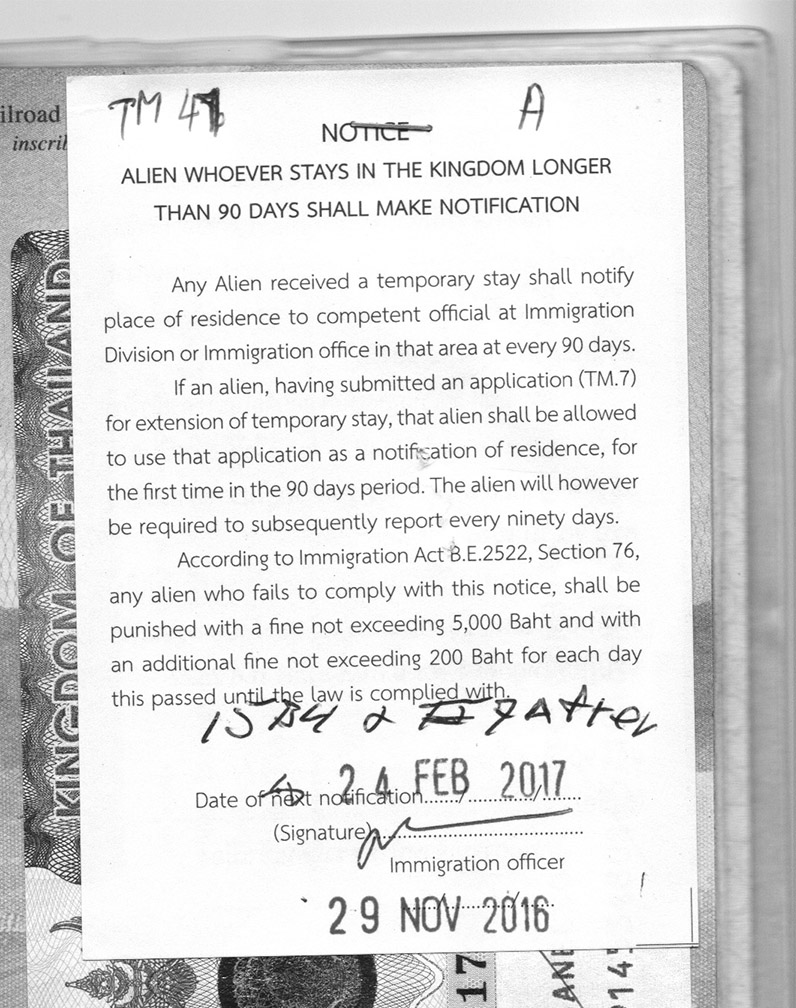 ilroad
TM 47
A
NOTICE
ALIEN WHOEVER STAYS IN THE KINGDOM LONGER
THAN 90 DAYS SHALL MAKE NOTIFICATION
Any Alien received a temporary stay shall notify
place of residence to competent official at Immigration
Division or Immigration office in that area at every 90 days.
If an alien, having submitted an application (TM.7)
for extension of temporary stay, that alien shall be allowed
to use that application as a notification of residence, for
the first time in the 90 days period. The alien will however
be required to subsequently report every ninety days.
According to Immigration Act B.E.2522, Section 76,
any alien who fails to comply with this notice, shall be
punished with a fine not exceeding 5,000 Baht and with
an additional fine not exceeding 200 Baht for each day
this passed until the law is complied with.
15 B4 & 7 After
Date of next notification......./............/....... 24 FEB 2017
(Signature)...................................
Immigration officer
29 NOV 2016
KINGDOM OF THAILAND
17